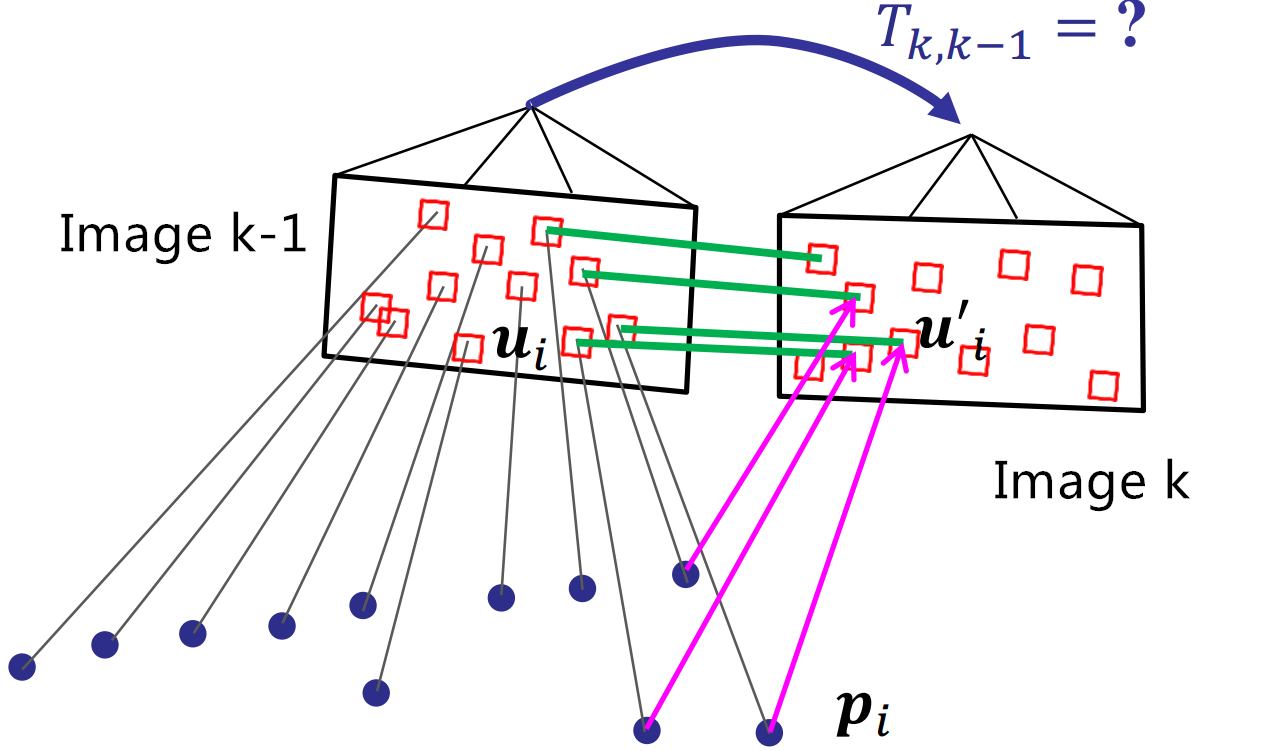 T_{k,k−1} = ?
Image k-1
u_i
u'_i
Image k
p_i